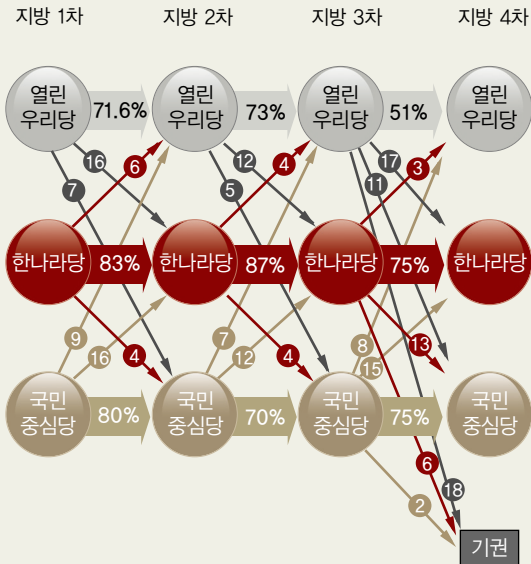 지방 1차 지방 2차 지방 3차 지방 4차
열린 열린 열린 열린
우리당 71.6% 우리당 73% 우리당 51% 우리당
16 6 12 4 17 3
7 5 11
한나라당 83% 한나라당 87% 한나라당 75% 한나라당
9 7 8
16 4 12 4 15 13
국민 국민 국민 국민
중심당 80% 중심당 70% 중심당 75% 중심당
6 18
2
기권